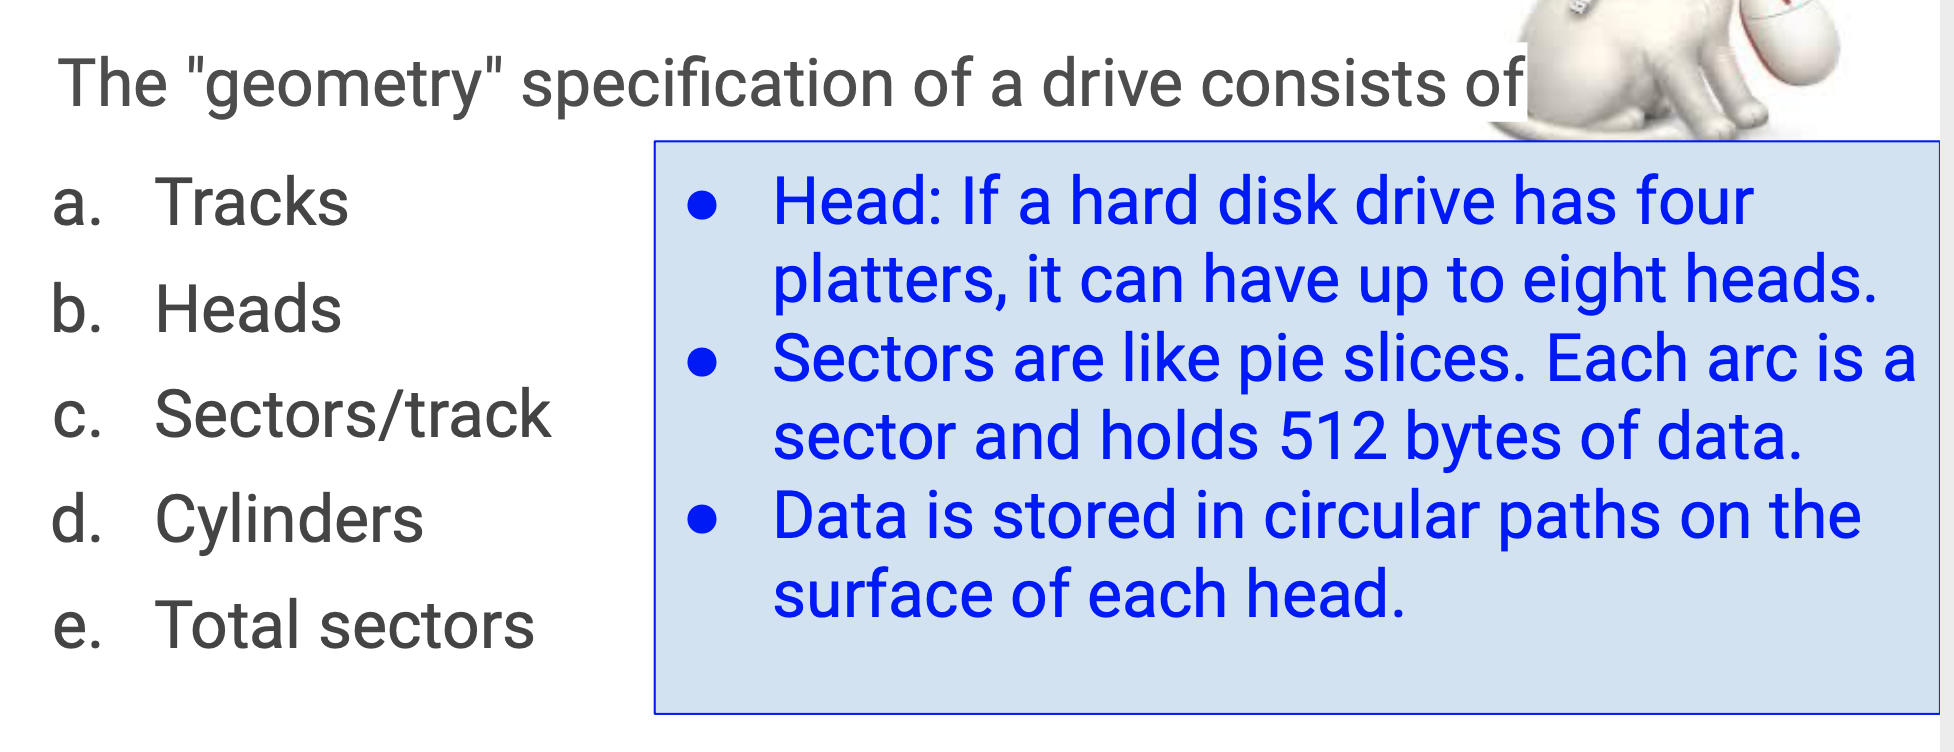 The "geometry" specification of a drive consists of
a. Tracks
b. Heads
c. Sectors/track
d. Cylinders
e. Total sectors
● Head: If a hard disk drive has four
platters, it can have up to eight heads.
● Sectors are like pie slices. Each arc is a
sector and holds 512 bytes of data.
● Data is stored in circular paths on the
surface of each head.